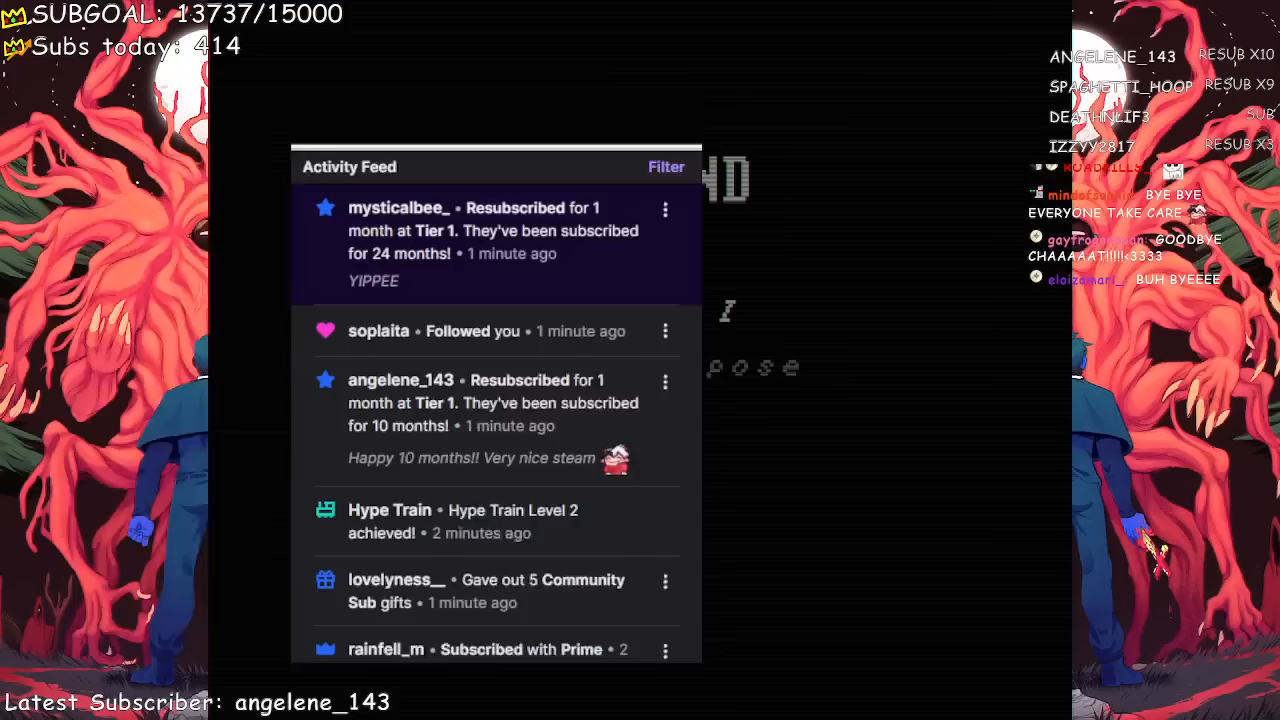 SUBGOAL: 13737/15000
Subs today: 414
Activity Feed
Filter
mysticalbee_ • Resubscribed for 1
month at Tier 1. They've been subscribed
for 24 months! • 1 minute ago
YIPPEE
soplaita • Followed you • 1 minute ago
angelene_143 • Resubscribed for 1
month at Tier 1. They've been subscribed
for 10 months! • 1 minute ago
Happy 10 months!! Very nice steam
Hype Train • Hype Train Level 2
achieved! • 2 minutes ago
lovelyness__ • Gave out 5 Community
Sub gifts • 1 minute ago
rainfell_m • Subscribed with Prime • 2
ND
I
pose
ANGELENE_143 RESUB X10
SPAGHETTI_HOOP RESUB X9
DEATHNLIF3 SUB
IZZYY2817 RESUB X3
BYE BYE
EVERYONE TAKE CARE
GOODBYE
CHAAAAAT!!!!!<3333
eloizamari_: BUH BYEEEE
Latest Subscriber: angelene_143